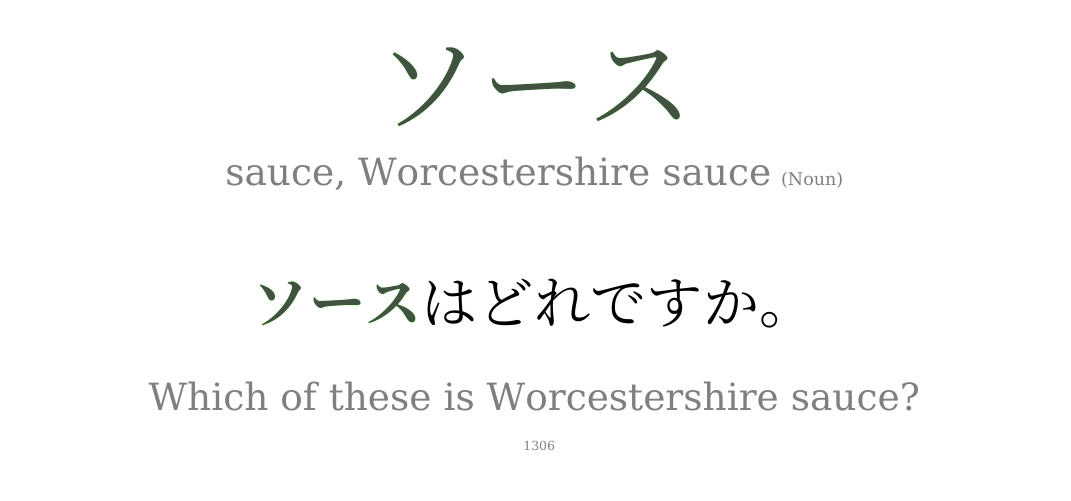 ソース
sauce, Worcestershire sauce (Noun)
ソースはどれですか。
Which of these is Worcestershire sauce?
1306